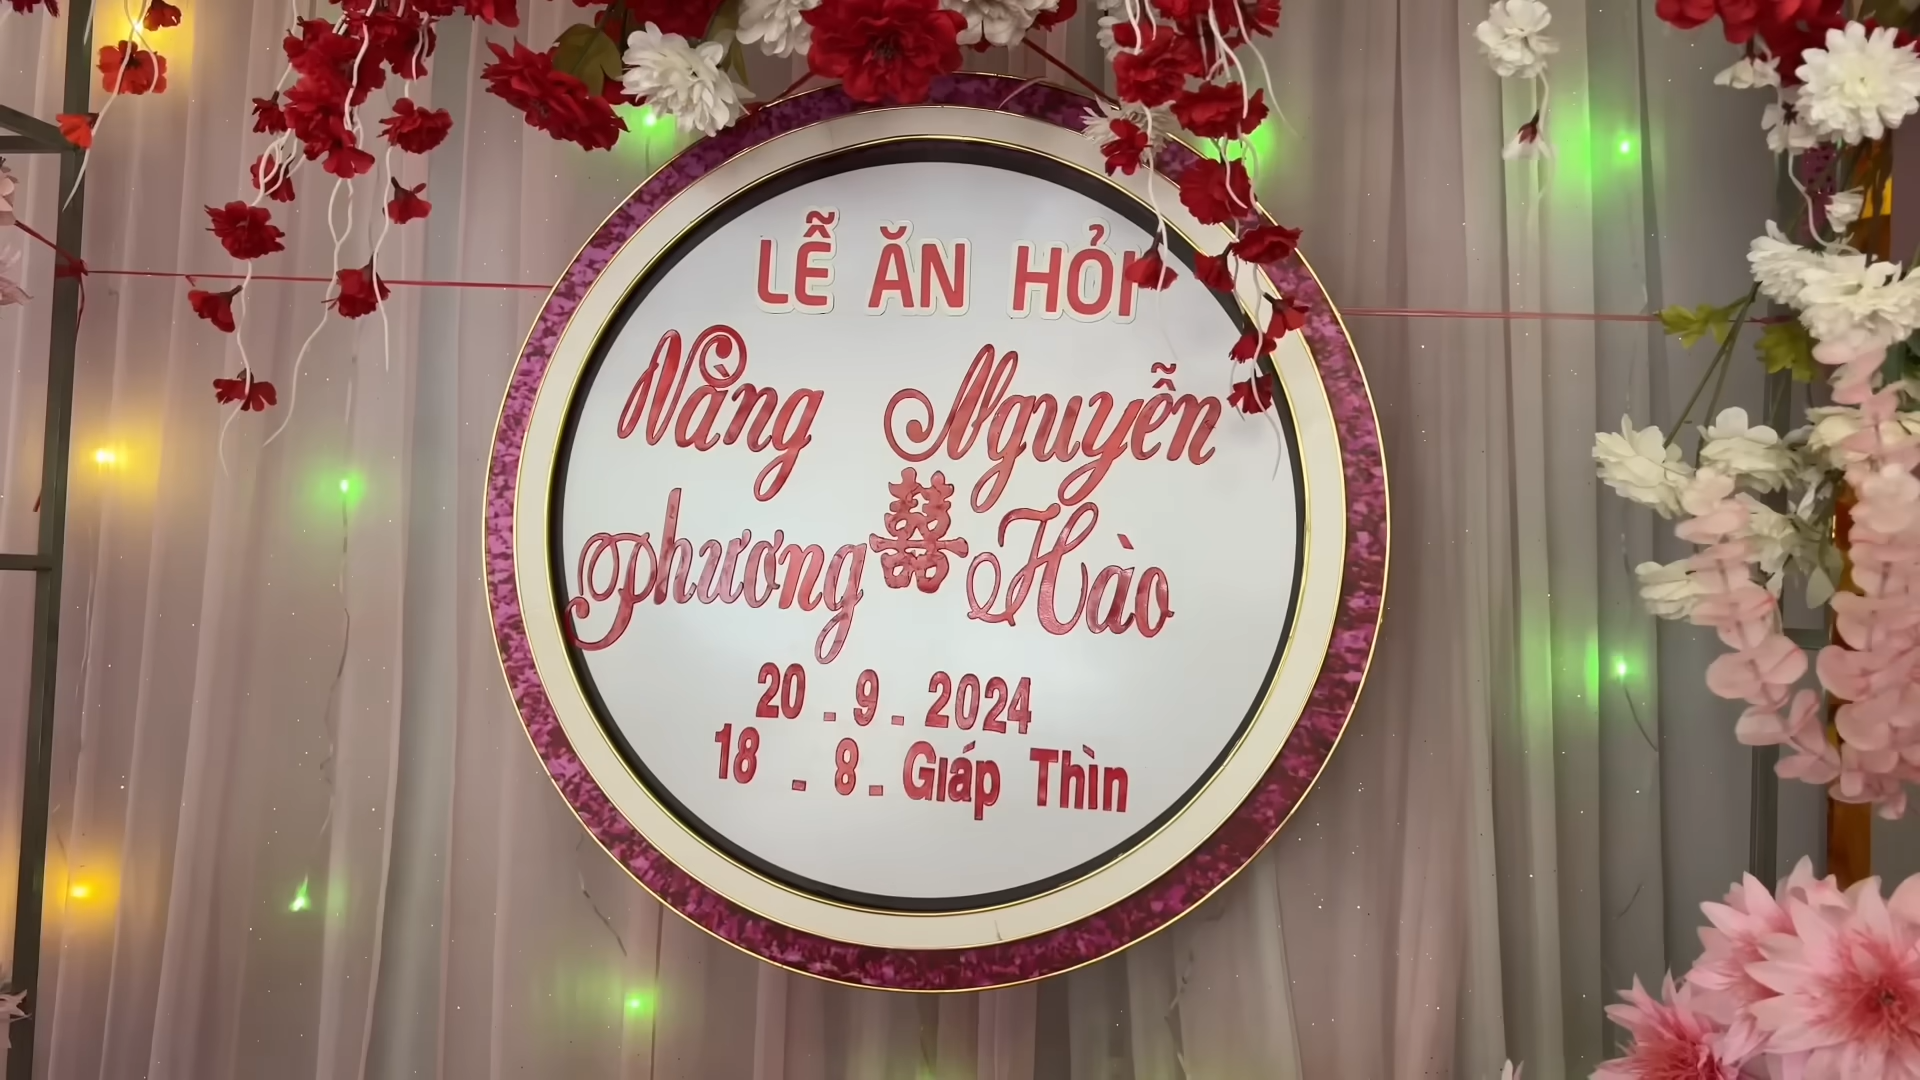 LỄ ĂN HỎI
Nàng Nguyễn
Phương 囍 Hào
20.9.2024
18.8.Giáp Thìn